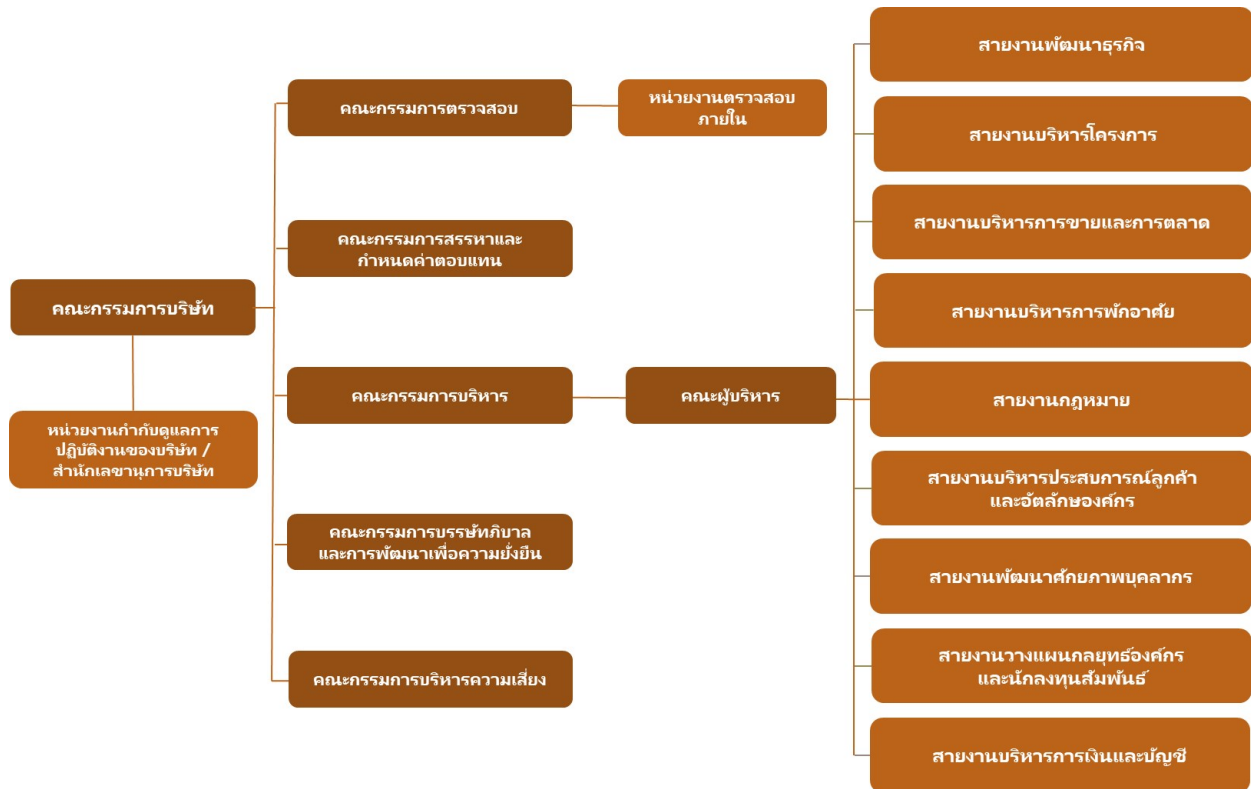 คณะกรรมการบริษัท
หน่วยงานกำกับดูแลการ
ปฏิบัติงานของบริษัท /
สำนักเลขานุการบริษัท
คณะกรรมการตรวจสอบ
หน่วยงานตรวจสอบ
ภายใน
คณะกรรมการสรรหาและ
กำหนดค่าตอบแทน
คณะกรรมการบริหาร
คณะผู้บริหาร
คณะกรรมการบรรษัทภิบาล
และการพัฒนาเพื่อความยั่งยืน
คณะกรรมการบริหารความเสี่ยง
สายงานพัฒนาธุรกิจ
สายงานบริหารโครงการ
สายงานบริหารการขายและการตลาด
สายงานบริหารการพักอาศัย
สายงานกฎหมาย
สายงานบริหารประสบการณ์ลูกค้า
และอัตลักษองค์กร
สายงานพัฒนาศักยภาพบุคลากร
สายงานวางแผนกลยุทธ์องค์กร
และนักลงทุนสัมพันธ์
สายงานบริหารการเงินและบัญชี